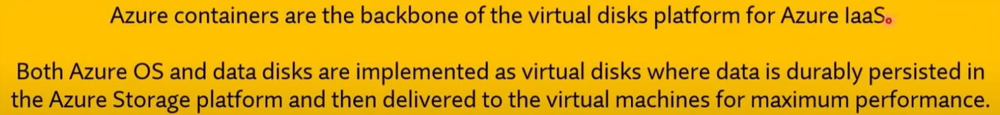 Azure containers are the backbone of the virtual disks platform for Azure IaaS.
Both Azure OS and data disks are implemented as virtual disks where data is durably persisted in
the Azure Storage platform and then delivered to the virtual machines for maximum performance.